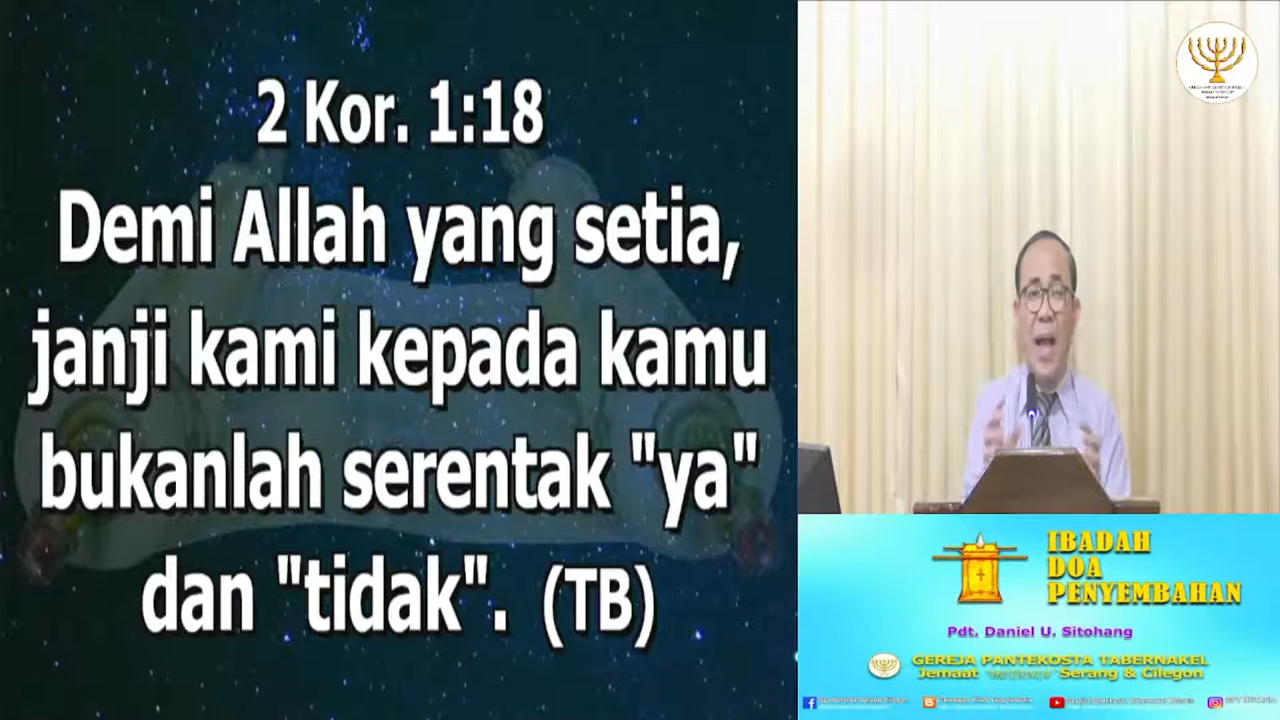 2 Kor. 1:18
Demi Allah yang setia,
janji kami kepada kamu
bukanlah serentak "ya"
dan "tidak". (TB)
IBADAH
DOA
PENYEMBAHAN
Pdt. Daniel U. Sitohang
GEREJA PANTEKOSTA TABERNAKEL
Jemaat Serang & Cilegon